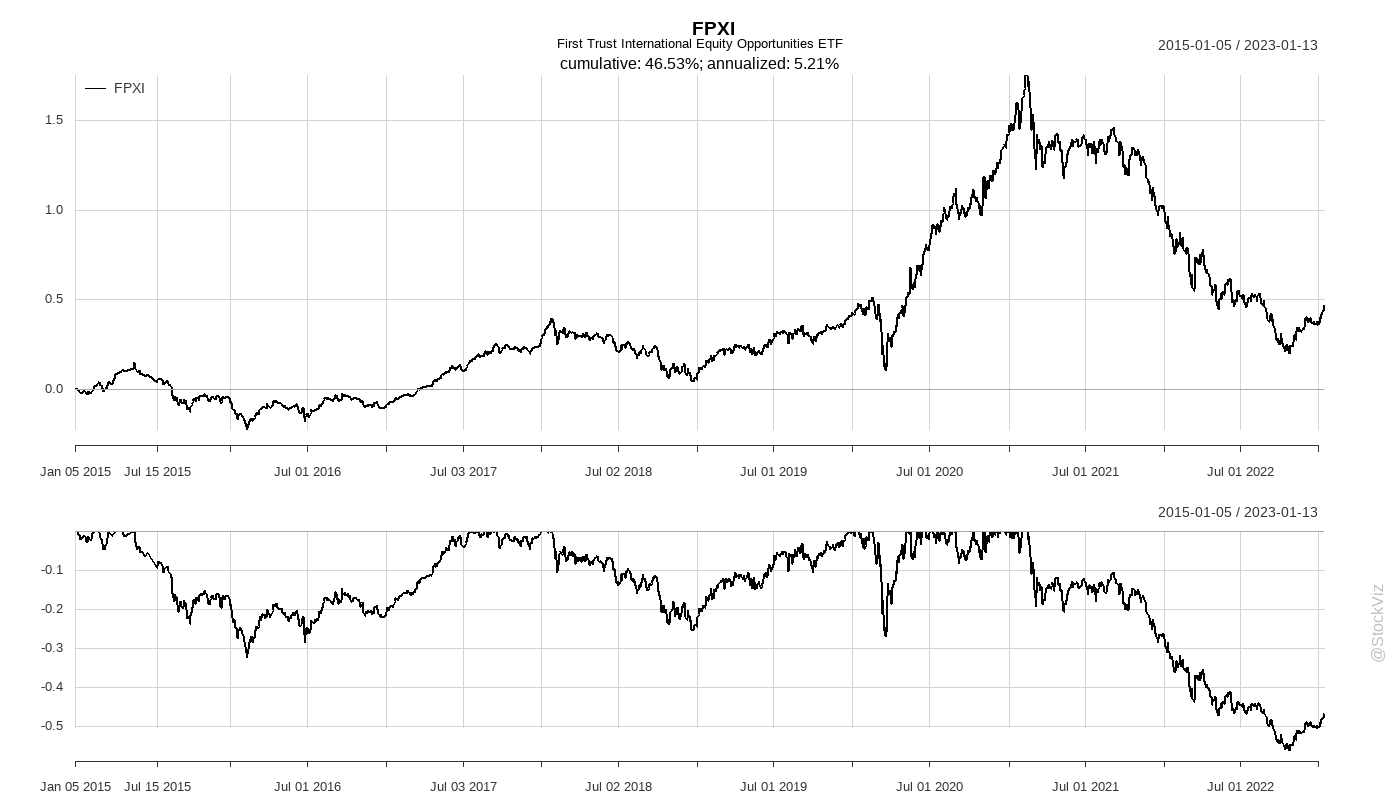 FPXI
First Trust International Equity Opportunities ETF
cumulative: 46.53%; annualized: 5.21%
2015-01-05 / 2023-01-13
FPXI
1.5
1.0
0.5
0.0
Jan 05 2015 Jul 15 2015 Jul 01 2016 Jul 03 2017 Jul 02 2018 Jul 01 2019 Jul 01 2020 Jul 01 2021 Jul 01 2022
2015-01-05 / 2023-01-13
-0.1
-0.2
-0.3
-0.4
-0.5
Jan 05 2015 Jul 15 2015 Jul 01 2016 Jul 03 2017 Jul 02 2018 Jul 01 2019 Jul 01 2020 Jul 01 2021 Jul 01 2022
@StockViz